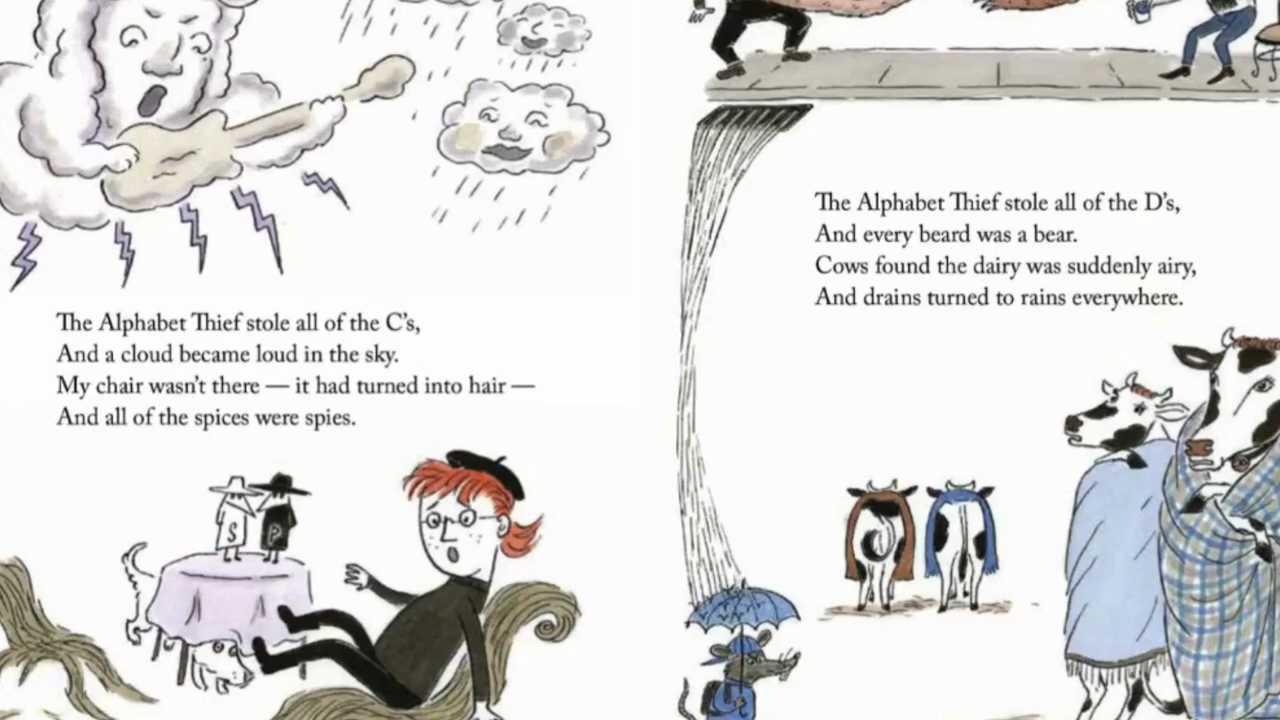 The Alphabet Thief stole all of the C's,
And a cloud became loud in the sky.
My chair wasn't there — it had turned into hair —
And all of the spices were spies.
S
P
The Alphabet Thief stole all of the D's,
And every beard was a bear.
Cows found the dairy was suddenly airy,
And drains turned to rains everywhere.